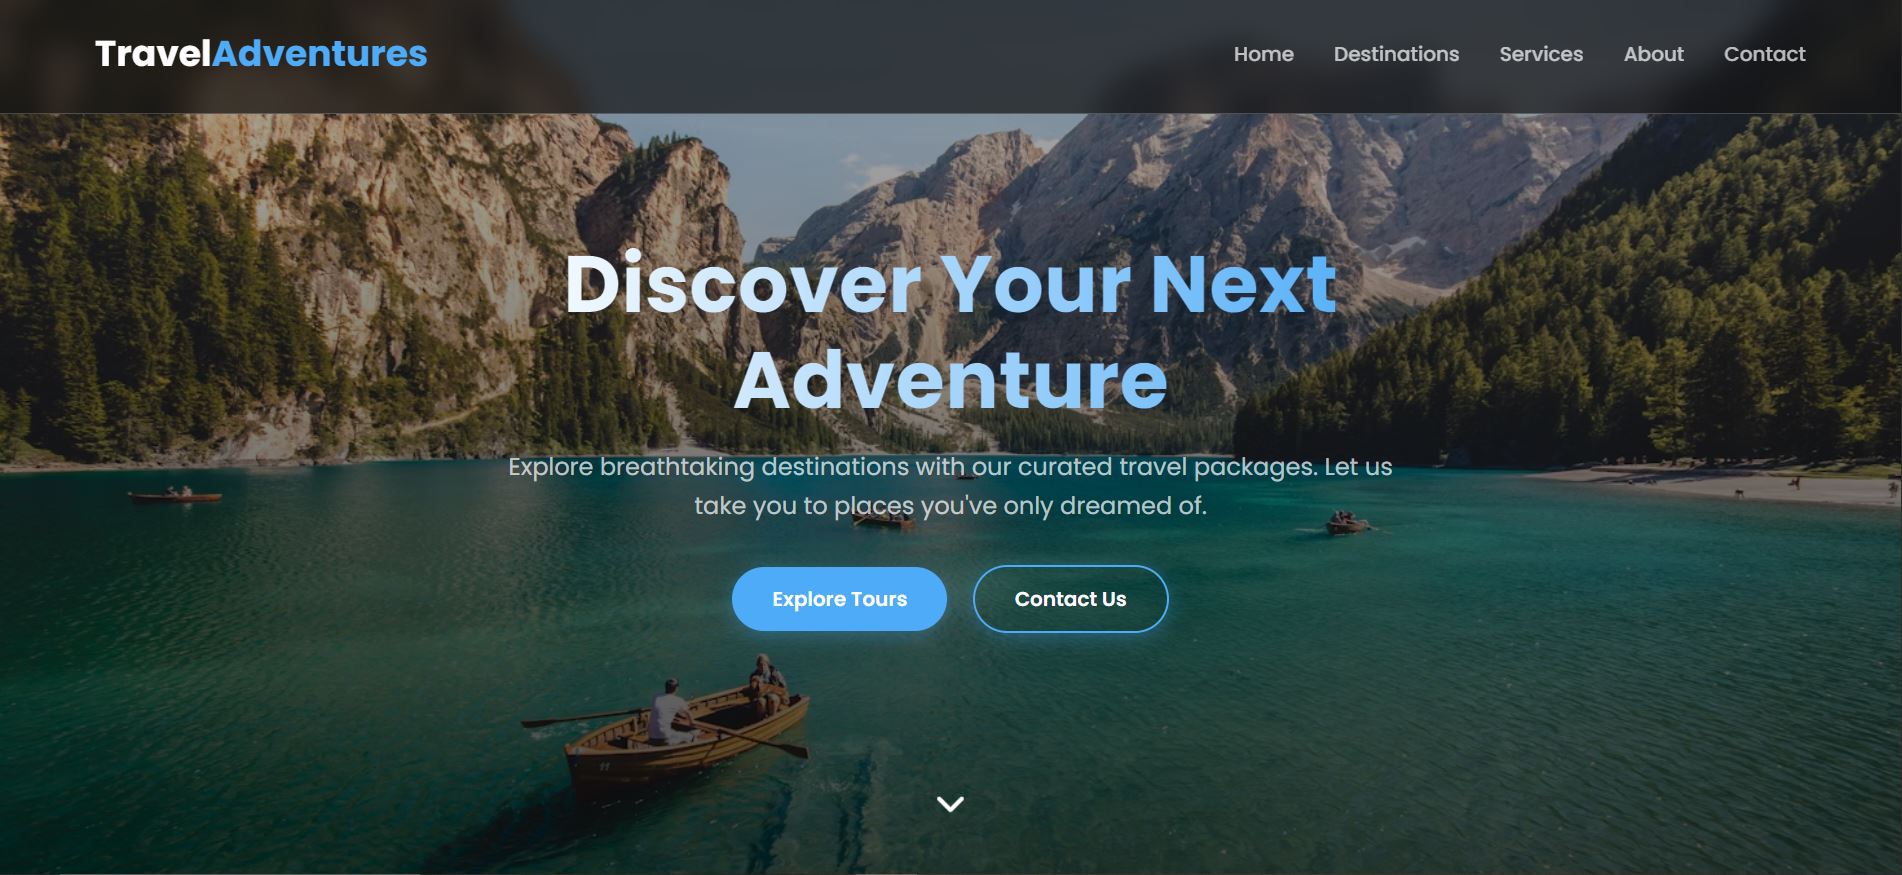 TravelAdventures
Home Destinations Services About Contact
Discover Your Next
Adventure
Explore breathtaking destinations with our curated travel packages. Let us
take you to places you've only dreamed of.
Explore Tours Contact Us
11